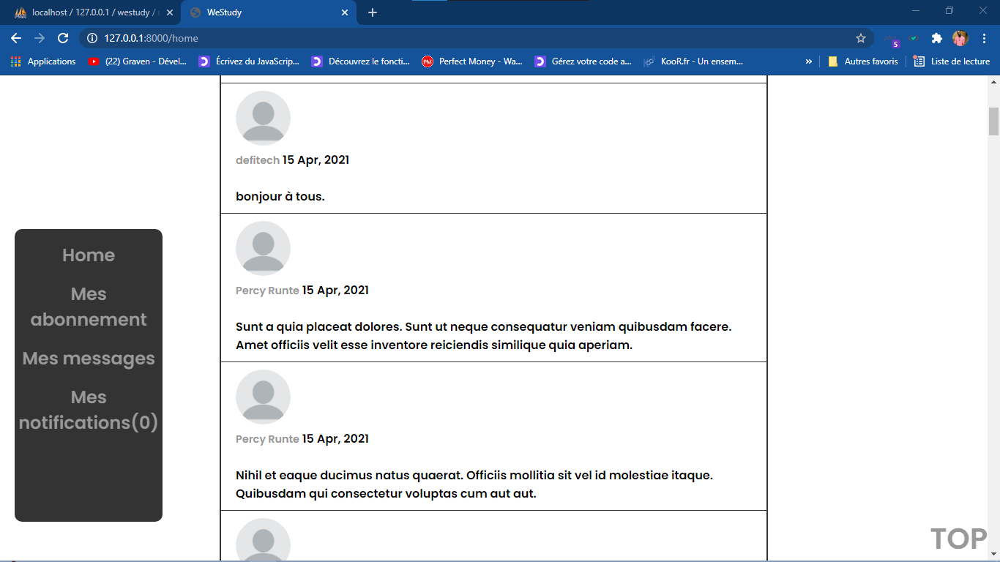 localhost / 127.0.0.1 / westudy /
WeStudy
127.0.0.1:8000/home
5
Applications
(22) Graven - Dével...
Écrivez du JavaScrip...
Découvrez le foncti...
PM
Perfect Money - Wa...
Gérez votre code a...
KooR.fr - Un ensem...
»
Autres favoris
Liste de lecture
defitech 15 Apr, 2021
bonjour à tous.
Home
Mes
abonnement
Mes messages
Mes
notifications(0)
Percy Runte 15 Apr, 2021
Sunt a quia placeat dolores. Sunt ut neque consequatur veniam quibusdam facere.
Amet officiis velit esse inventore reiciendis similique quia aperiam.
Percy Runte 15 Apr, 2021
Nihil et eaque ducimus natus quaerat. Officiis mollitia sit vel id molestiae itaque.
Quibusdam qui consectetur voluptas cum aut aut.
TOP